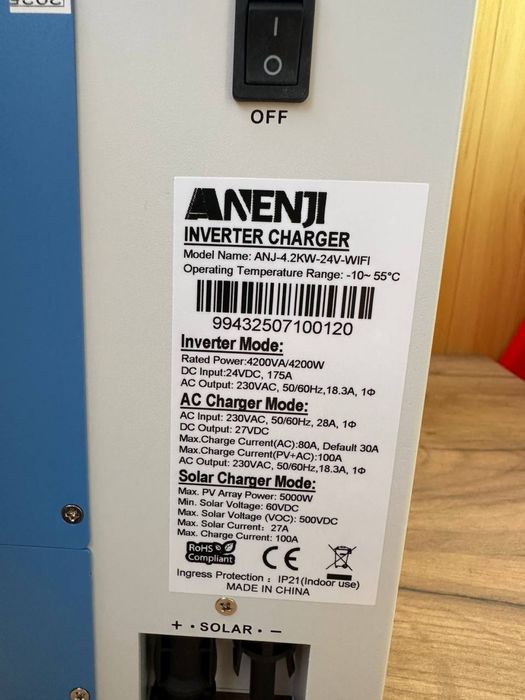 OFF
ANENJI
INVERTER CHARGER
Model Name: ANJ-4.2KW-24V-WIFI
Operating Temperature Range: -10~ 55°C
99432507100120
Inverter Mode:
Rated Power:4200VA/4200W
DC Input:24VDC, 175A
AC Output: 230VAC, 50/60Hz,18.3A, 1Φ
AC Charger Mode:
AC Input: 230VAC, 50/60Hz, 28A, 1Φ
DC Output: 27VDC
Max.Charge Current(AC):80A, Default 30A
Max.Charge Current(PV+AC):100A
AC Output: 230VAC, 50/60Hz,18.3A, 1Φ
Solar Charger Mode:
Max. PV Array Power: 5000W
Min. Solar Voltage: 60VDC
Max. Solar Voltage (VOC): 500VDC
Max. Solar Current: 27A
Max. Charge Current: 100A
RoHS
Compliant
CE
Ingress Protection : IP21(Indoor use)
MADE IN CHINA
+ · SOLAR · −